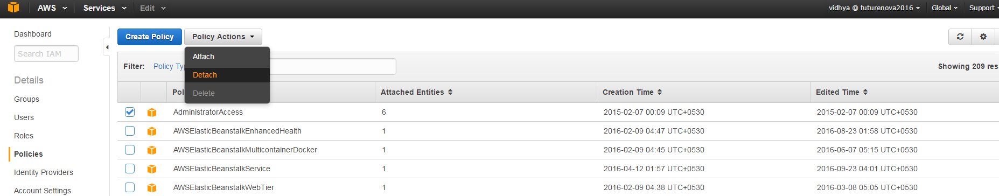 AWS Services Edit vidhya @ futurenova2016 Global Support
Dashboard
Search IAM
Details
Groups
Users
Roles
Policies
Identity Providers
Account Settings
Create Policy Policy Actions
Attach
Detach
Delete
Filter: Policy Showing 209
Attached Entities Creation Time Edited Time
AdministratorAccess 6 2015-02-07 00:09 UTC+0530 2015-02-07 00:09 UTC+0530
AWSElasticBeanstalkEnhancedHealth 1 2016-02-09 04:47 UTC+0530 2016-08-23 01:58 UTC+0530
AWSElasticBeanstalkMulticontainerDocker 1 2016-02-09 04:45 UTC+0530 2016-06-07 05:15 UTC+0530
AWSElasticBeanstalkService 1 2016-04-12 01:57 UTC+0530 2016-09-23 04:01 UTC+0530
AWSElasticBeanstalkWebTier 1 2016-02-09 04:38 UTC+0530 2016-03-08 05:05 UTC+0530